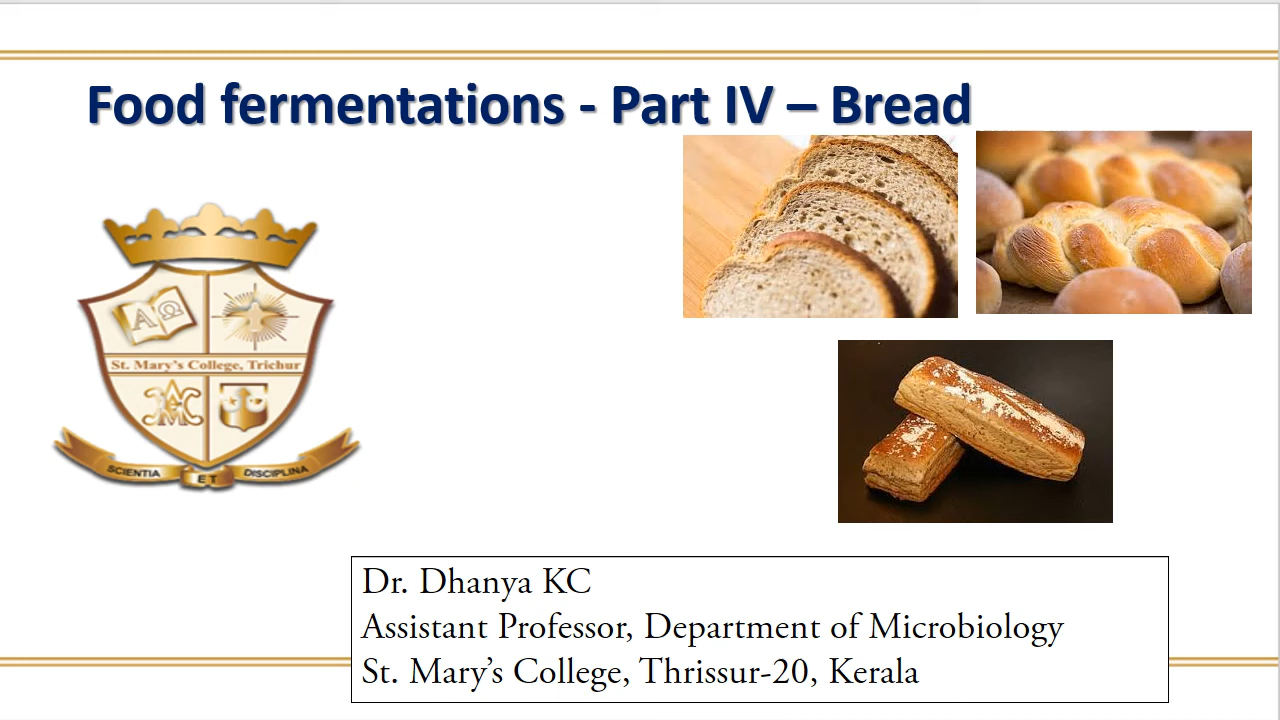 Food fermentations - Part IV – Bread
Α Ω
St. Mary's College, Trichur
SCIENTIA ET DISCIPLINA
Dr. Dhanya KC
Assistant Professor, Department of Microbiology
St. Mary’s College, Thrissur-20, Kerala